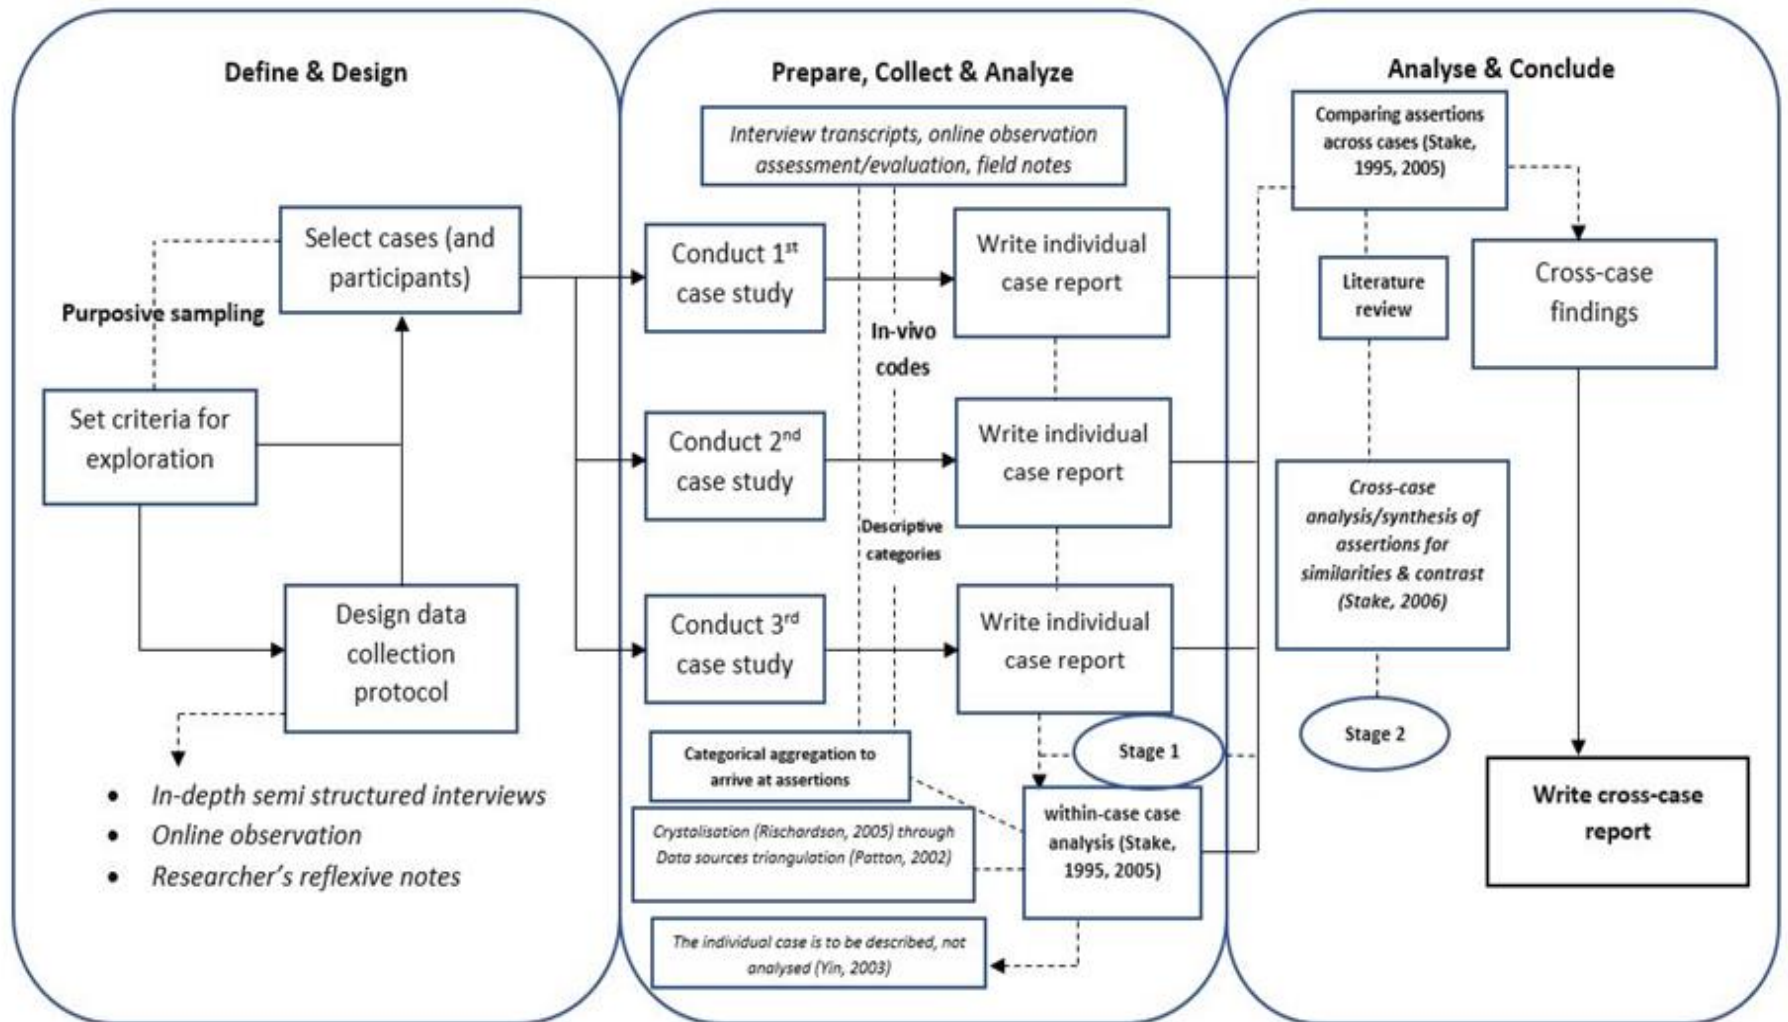 Define & Design
Purposive sampling
Select cases (and
participants)
Set criteria for
exploration
Design data
collection
protocol
• In-depth semi structured interviews
• Online observation
• Researcher’s reflexive notes
Prepare, Collect & Analyze
Interview transcripts, online observation
assessment/evaluation, field notes
Conduct 1st
case study
Write individual
case report
In-vivo
codes
Conduct 2nd
case study
Write individual
case report
Descriptive
categories
Conduct 3rd
case study
Write individual
case report
Categorical aggregation to
arrive at assertions
Stage 1
Crystalisation (Rischardson, 2005) through
Data sources triangulation (Patton, 2002)
within-case case
analysis (Stake,
1995, 2005)
The individual case is to be described, not
analysed (Yin, 2003)
Analyse & Conclude
Comparing assertions
across cases (Stake,
1995, 2005)
Literature
review
Cross-case
findings
Cross-case
analysis/synthesis of
assertions for
similarities & contrast
(Stake, 2006)
Stage 2
Write cross-case
report